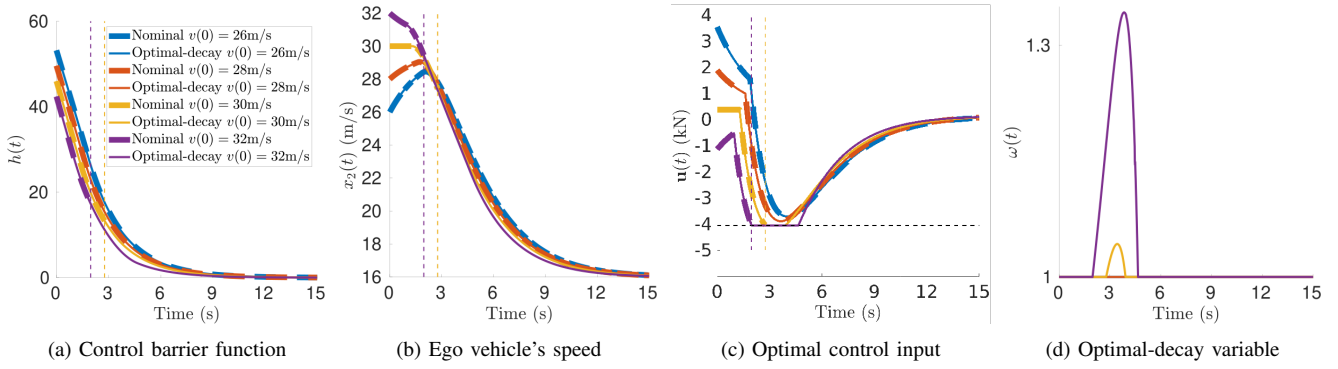 60
40
20
0
h(t)
Nominal v(0) = 26m/s
Optimal-decay v(0) = 26m/s
Nominal v(0) = 28m/s
Optimal-decay v(0) = 28m/s
Nominal v(0) = 30m/s
Optimal-decay v(0) = 30m/s
Nominal v(0) = 32m/s
Optimal-decay v(0) = 32m/s
0 3 6 9 12 15
Time (s)
(a) Control barrier function
32
30
28
26
24
22
20
18
16
x₂(t) (m/s)
0 3 6 9 12 15
Time (s)
(b) Ego vehicle's speed
4
3
2
1
0
-1
-2
-3
-4
-5
u(t) (kN)
0 3 6 9 12 15
Time (s)
(c) Optimal control input
1.3
1
ω(t)
0 3 6 9 12 15
Time (s)
(d) Optimal-decay variable